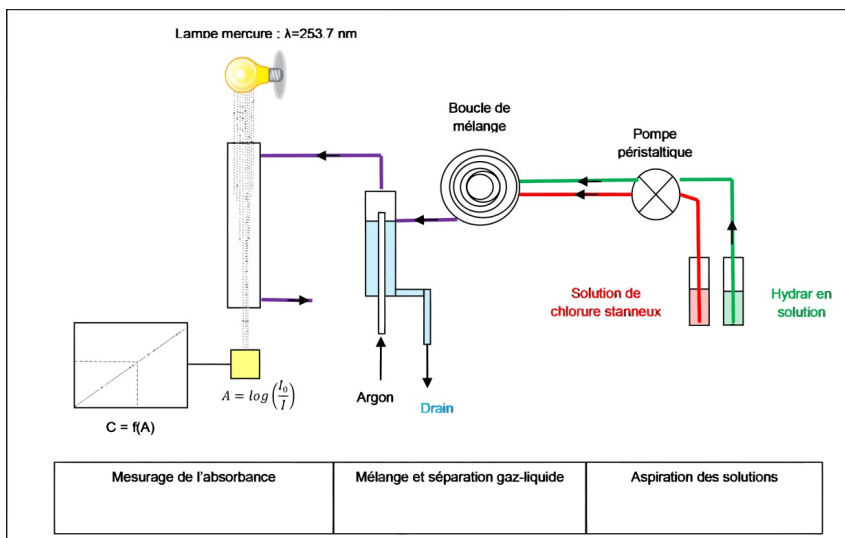 Lampe mercure : λ=253.7 nm
Boucle de
mélange
Pompe
péristaltique
Solution de
chlorure stanneux
Hydrar en
solution
A = log(I₀/I)
Argon
Drain
C = f(A)
Mesurage de l'absorbance
Mélange et séparation gaz-liquide
Aspiration des solutions